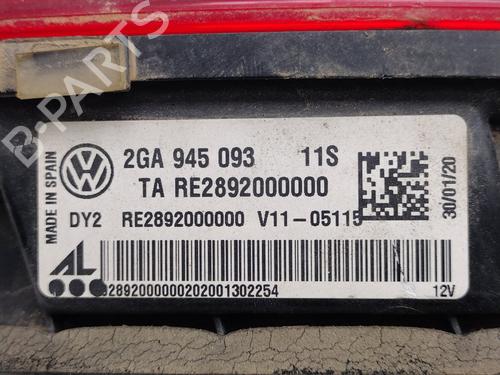 B-PARTS
MADE IN SPAIN
2GA 945 093 11S
TA RE2892000000
DY2 RE2892000000 V11-05115
30/01/20
AL
92892000000202001302254
12V